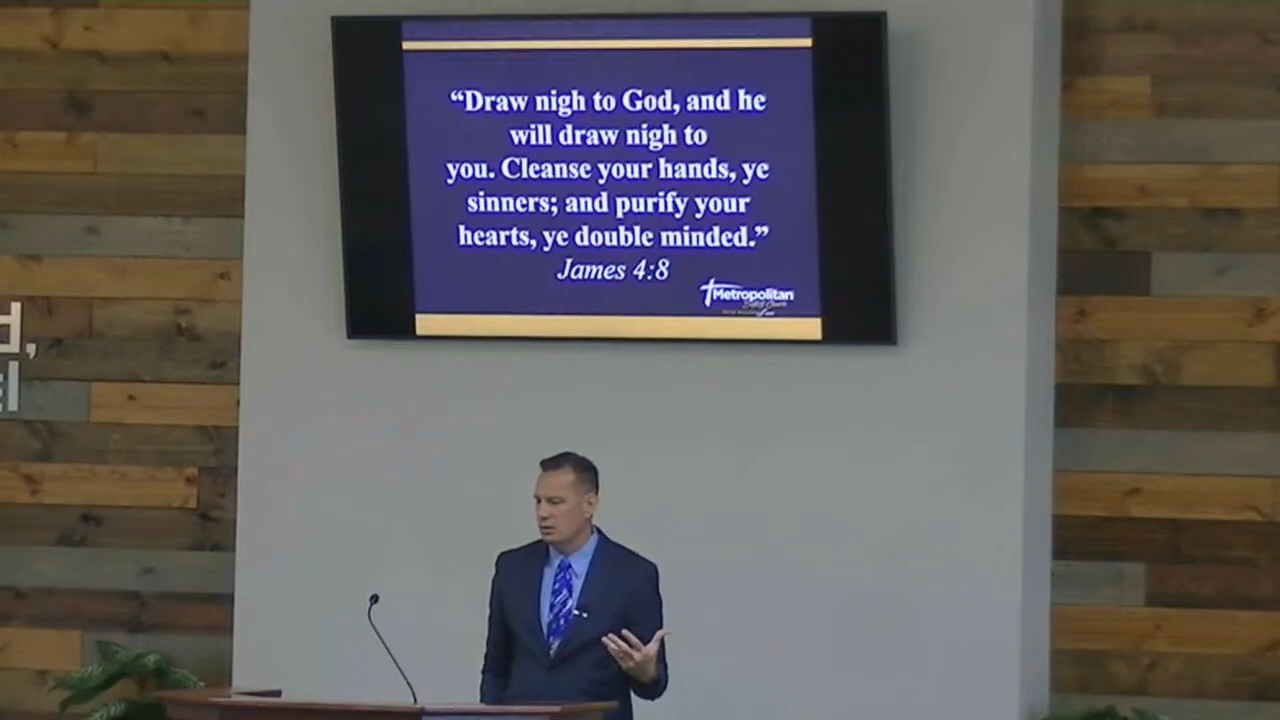 “Draw nigh to God, and he
will draw nigh to
you. Cleanse your hands, ye
sinners; and purify your
hearts, ye double minded.”
James 4:8
Metropolitan
d,
el